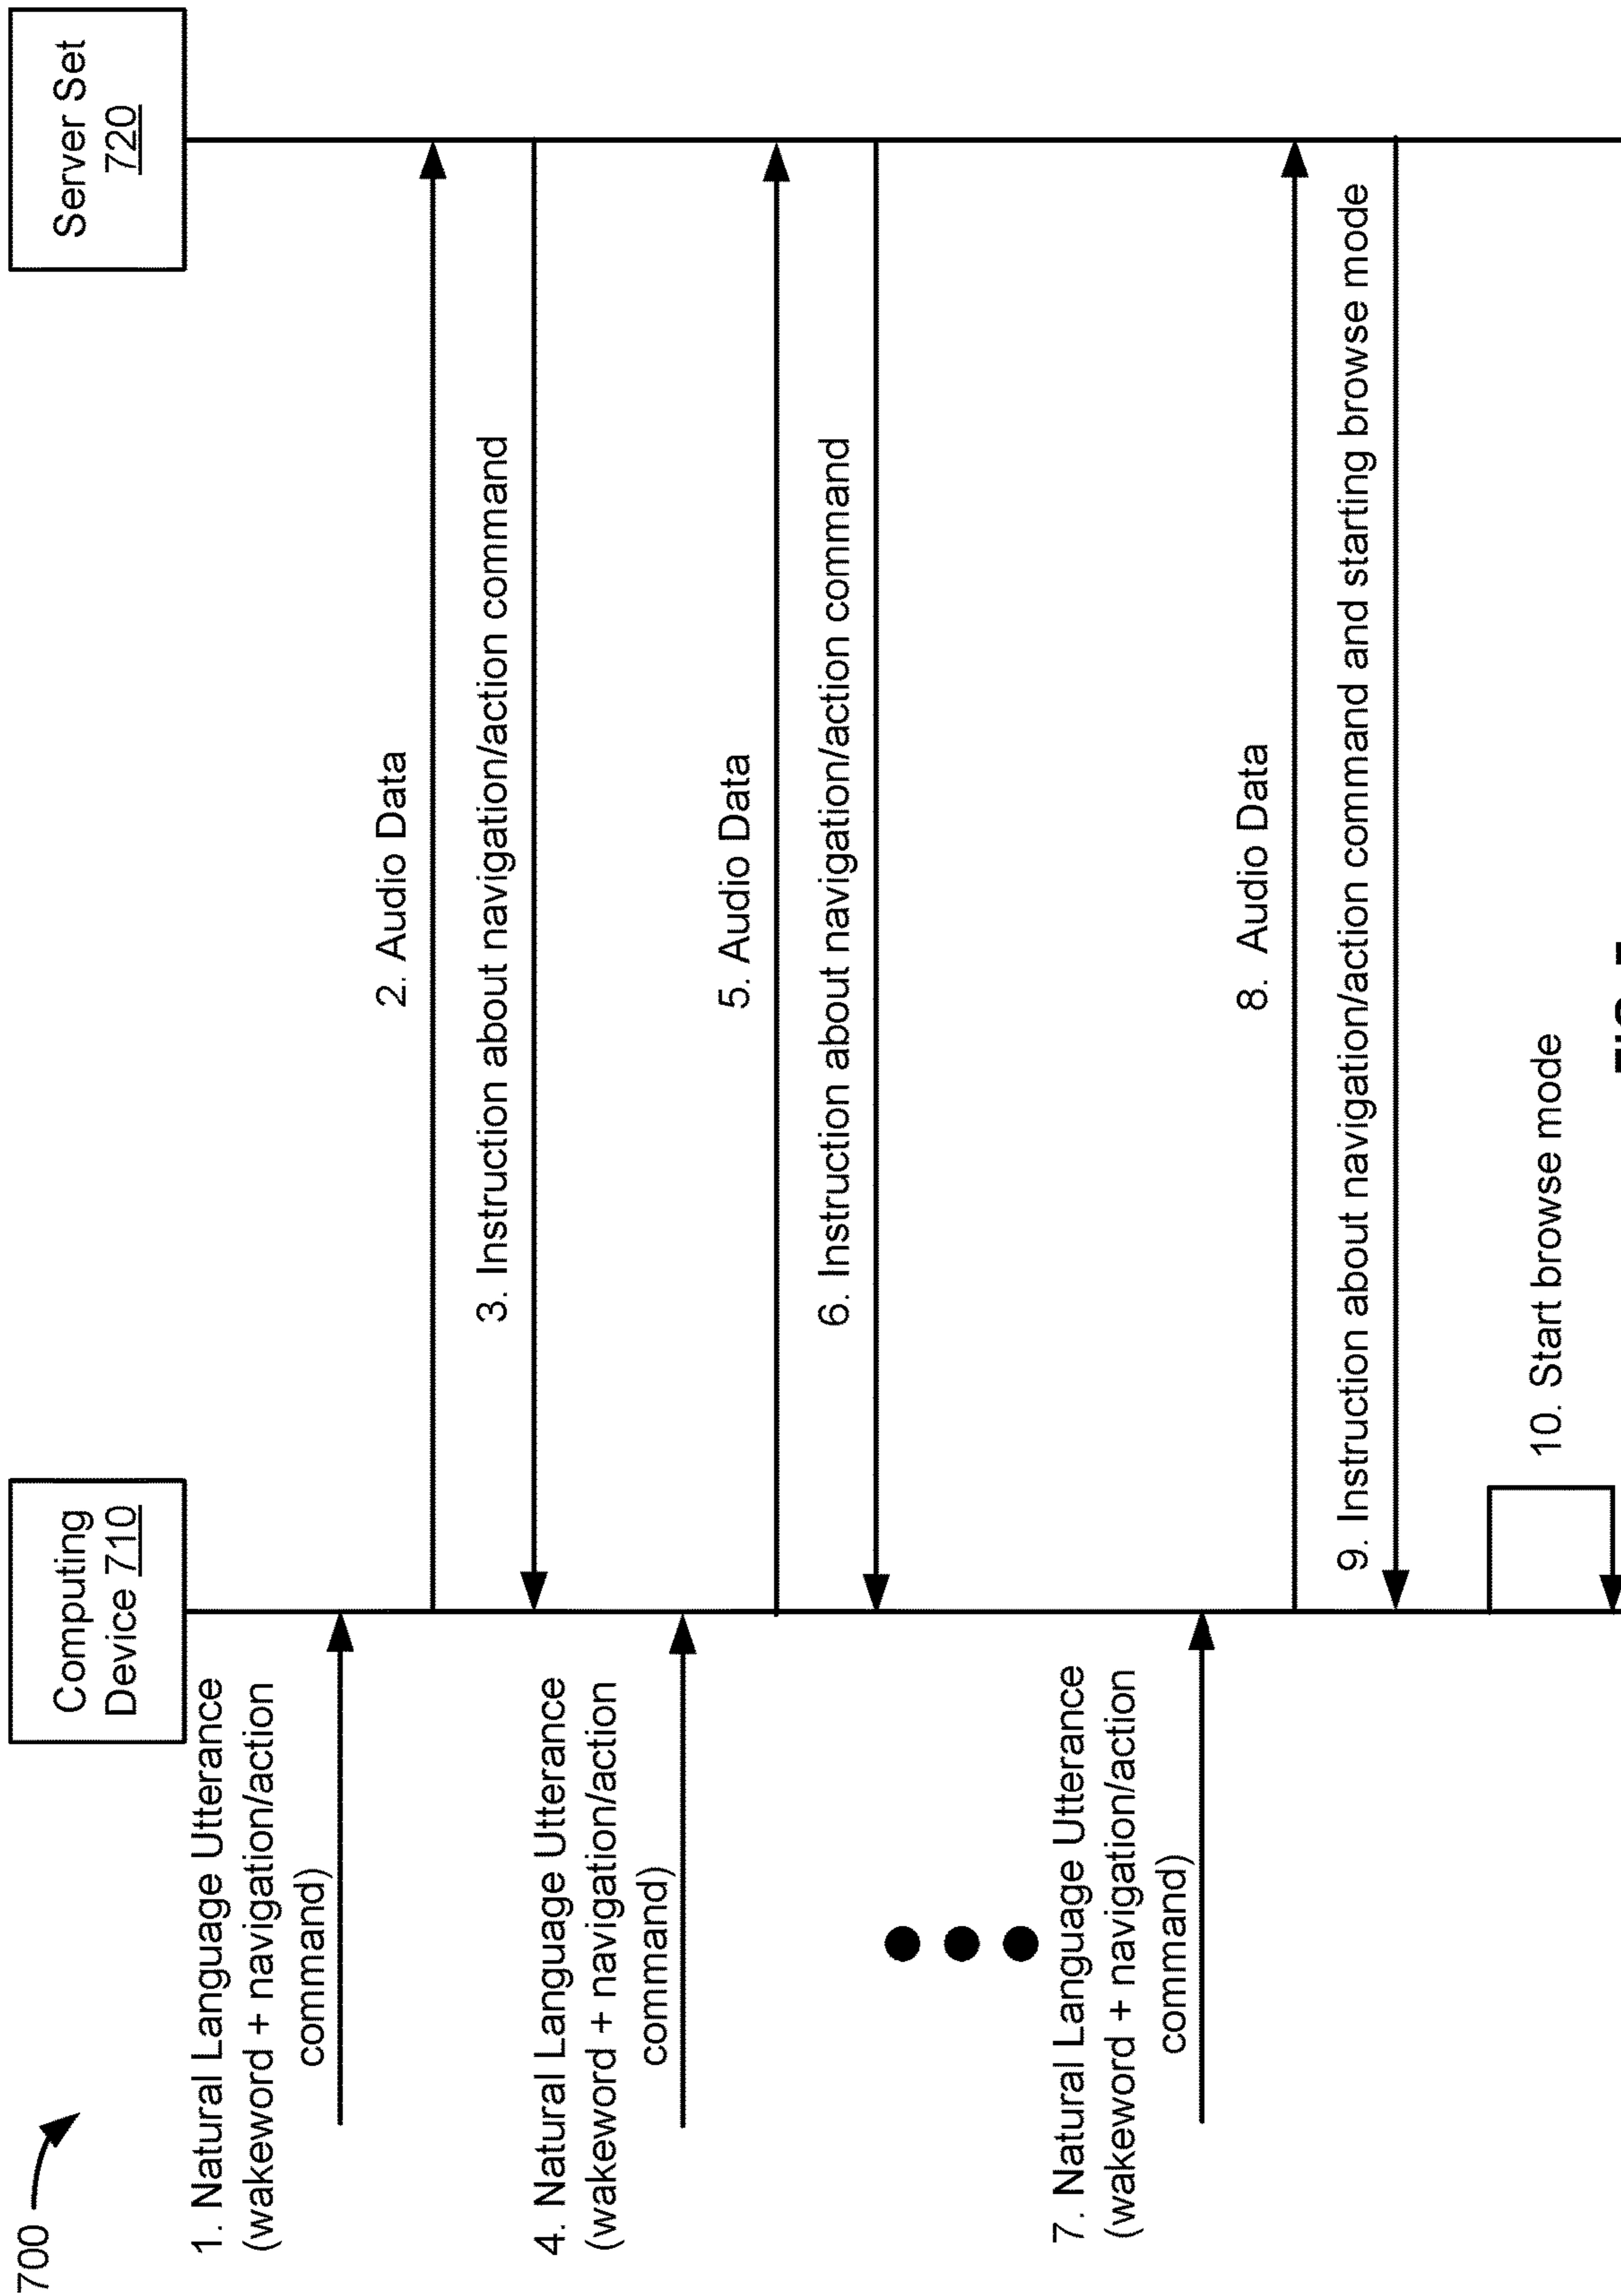 700
Computing
Device 710
Server Set
720
1. Natural Language Utterance
(wakeword + navigation/action
command)
2. Audio Data
3. Instruction about navigation/action command
4. Natural Language Utterance
(wakeword + navigation/action
command)
5. Audio Data
6. Instruction about navigation/action command
7. Natural Language Utterance
(wakeword + navigation/action
command)
8. Audio Data
9. Instruction about navigation/action command and starting browse mode
10. Start browse mode